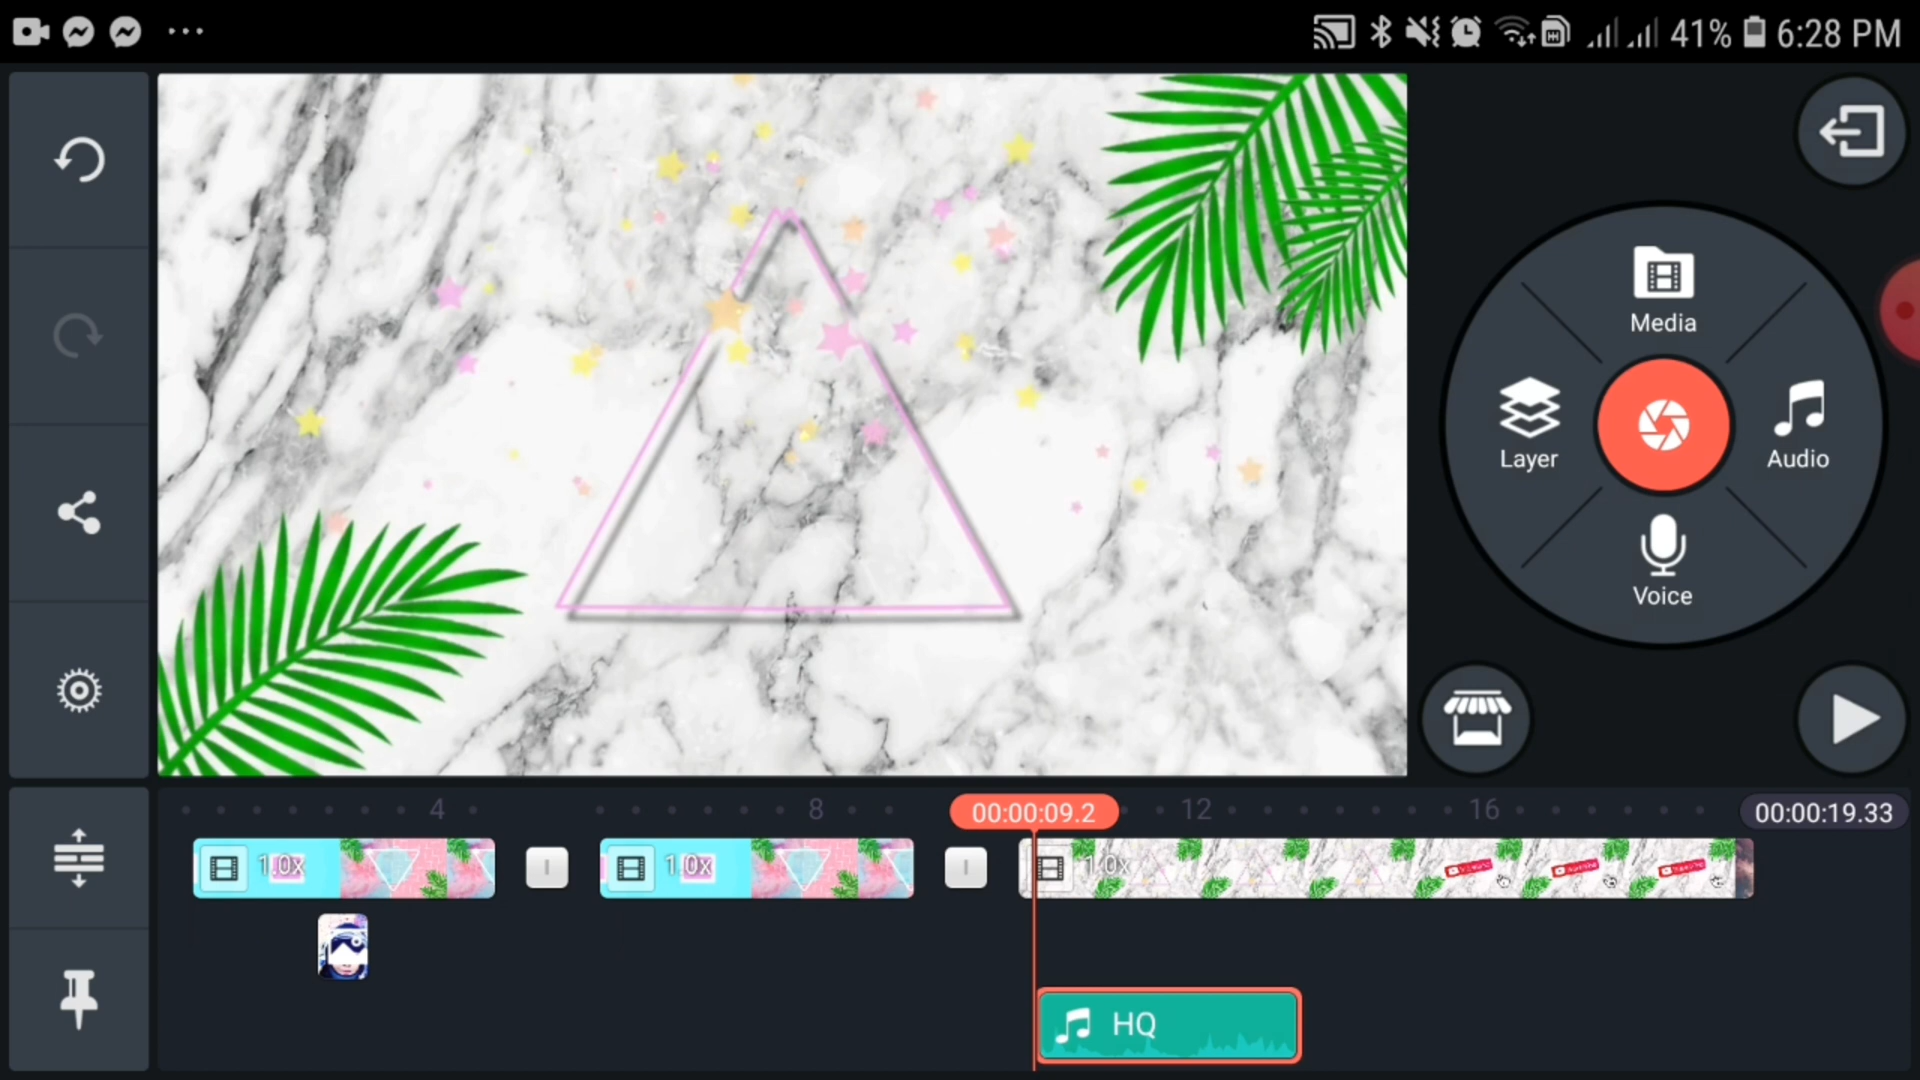 41% 6:28 PM
Media
Layer
Audio
Voice
4
8
00:00:09.2
12
16
00:00:19.33
1.0x
1.0x
1.0x
HQ